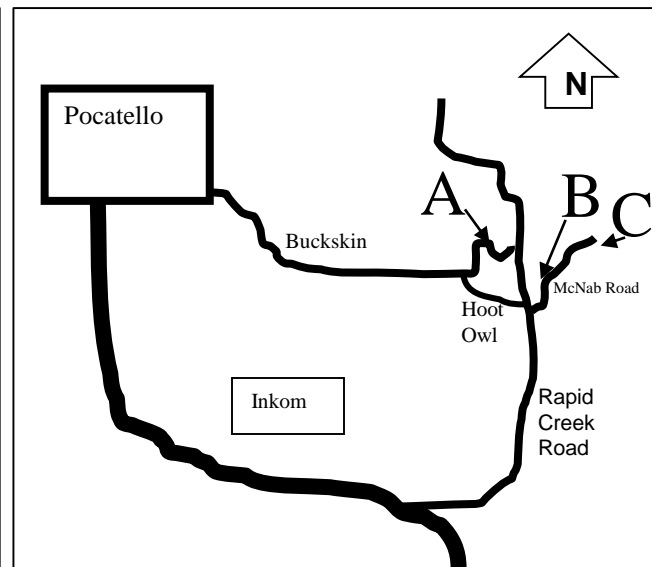 Pocatello
N
A
B
C
Buckskin
McNab Road
Hoot
Owl
Inkom
Rapid
Creek
Road